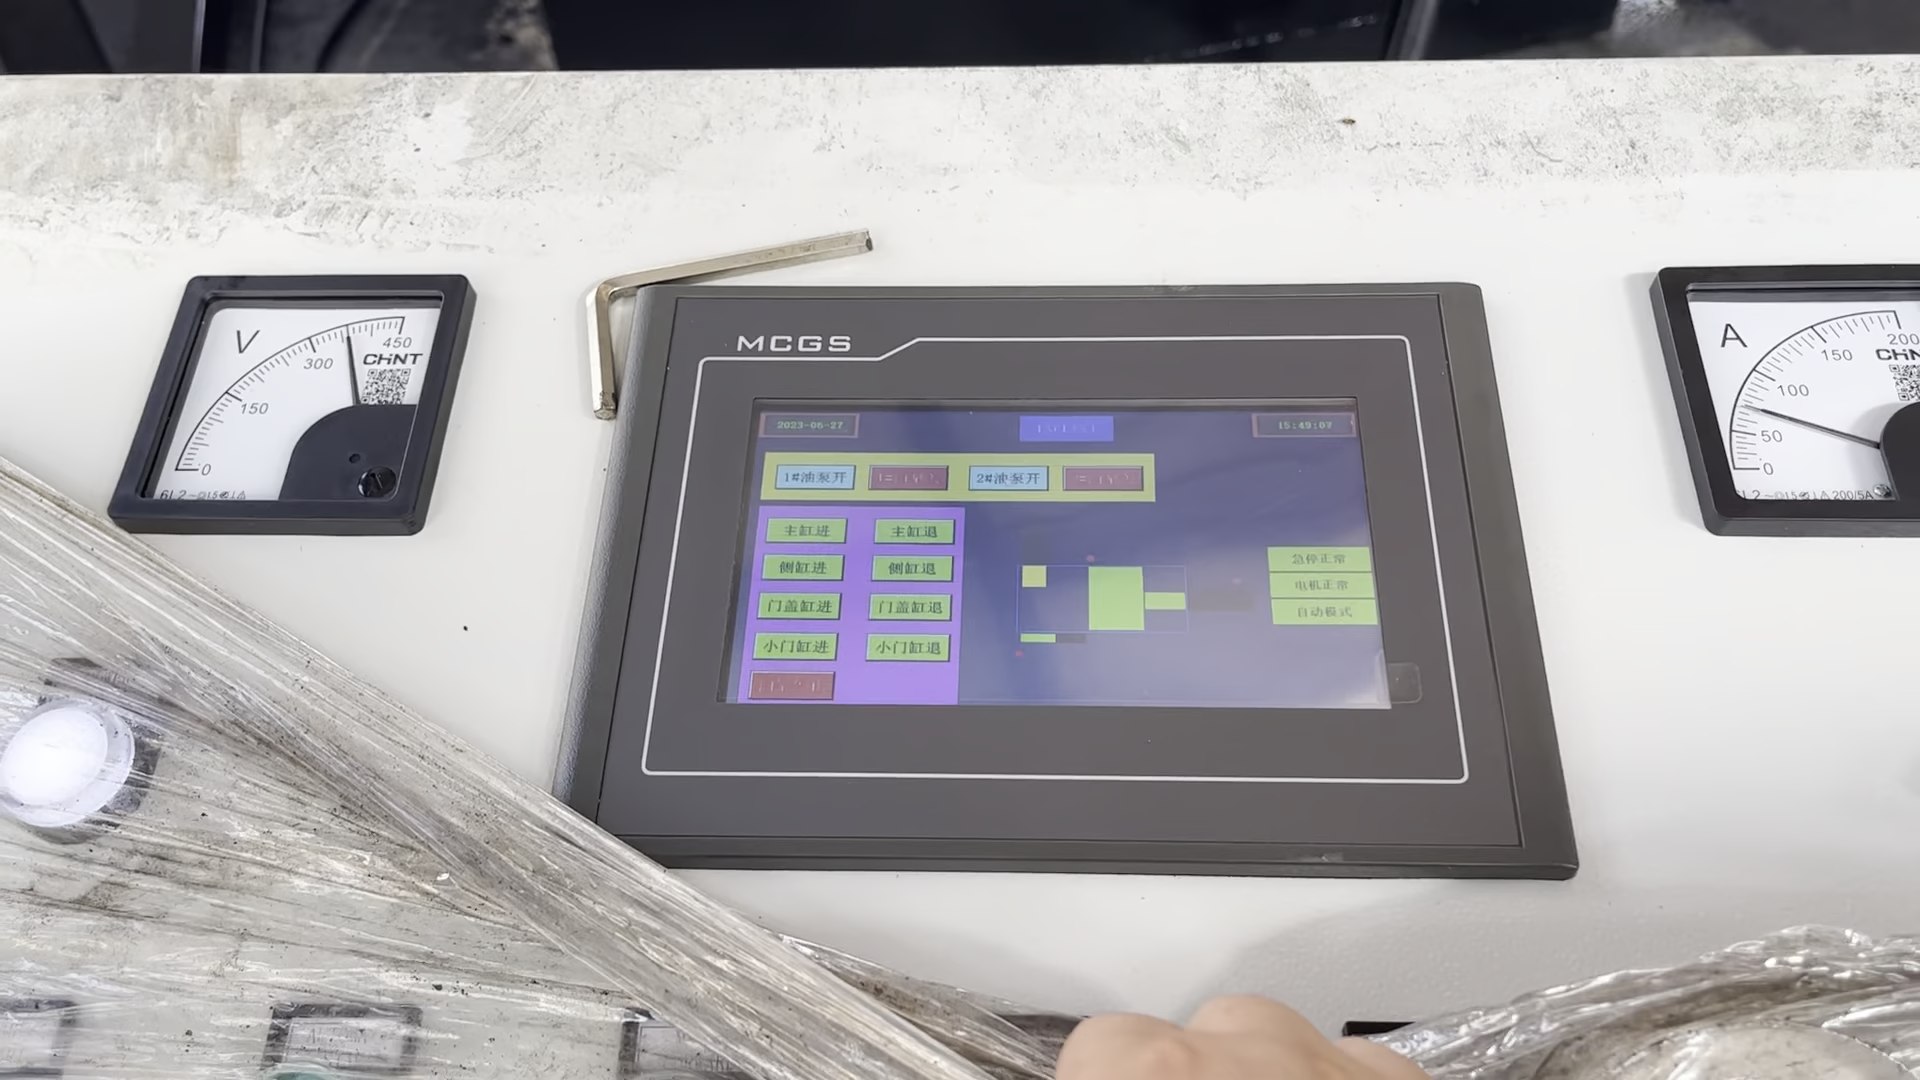 V
450
CHNT
300
150
0
MCGS
2023-06-27
15:49:07
1#油泵开
2#油泵开
主缸进
主缸退
侧缸进
侧缸退
门盖缸进
门盖缸退
小门缸进
小门缸退
急停正常
电机正常
自动模式
A
200
150
100
50
0
200/5A